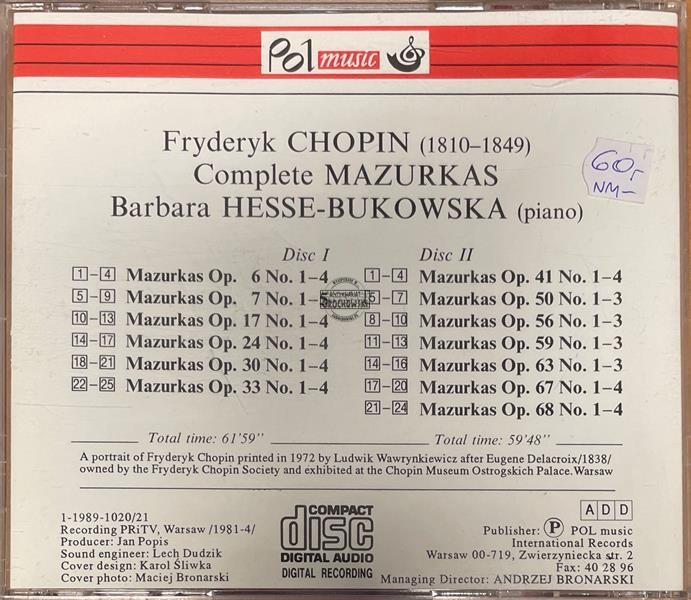 Pol music
Fryderyk CHOPIN (1810–1849)
Complete MAZURKAS
Barbara HESSE-BUKOWSKA (piano)
60,-
NM-
Disc I
1–4 Mazurkas Op. 6 No. 1–4
5–9 Mazurkas Op. 7 No. 1–5
10–13 Mazurkas Op. 17 No. 1–4
14–17 Mazurkas Op. 24 No. 1–4
18–21 Mazurkas Op. 30 No. 1–4
22–25 Mazurkas Op. 33 No. 1–4
Total time: 61'59"
Disc II
1–4 Mazurkas Op. 41 No. 1–4
5–7 Mazurkas Op. 50 No. 1–3
8–10 Mazurkas Op. 56 No. 1–3
11–13 Mazurkas Op. 59 No. 1–3
14–16 Mazurkas Op. 63 No. 1–3
17–20 Mazurkas Op. 67 No. 1–4
21–24 Mazurkas Op. 68 No. 1–4
Total time: 59'48"
A portrait of Fryderyk Chopin printed in 1972 by Ludwik Wawrynkiewicz after Eugene Delacroix/1838/
owned by the Fryderyk Chopin Society and exhibited at the Chopin Museum Ostrogskich Palace. Warsaw
1-1989-1020/21
Recording PRiTV, Warsaw /1981-4/
Producer: Jan Popis
Sound engineer: Lech Dudzik
Cover design: Karol Śliwka
Cover photo: Maciej Bronarski
COMPACT
disc
DIGITAL AUDIO
DIGITAL RECORDING
ADD
Publisher: Ⓟ POL music
International Records
Warsaw 00-719, Zwierzyniecka str. 2
Fax: 40 28 96
Managing Director: ANDRZEJ BRONARSKI